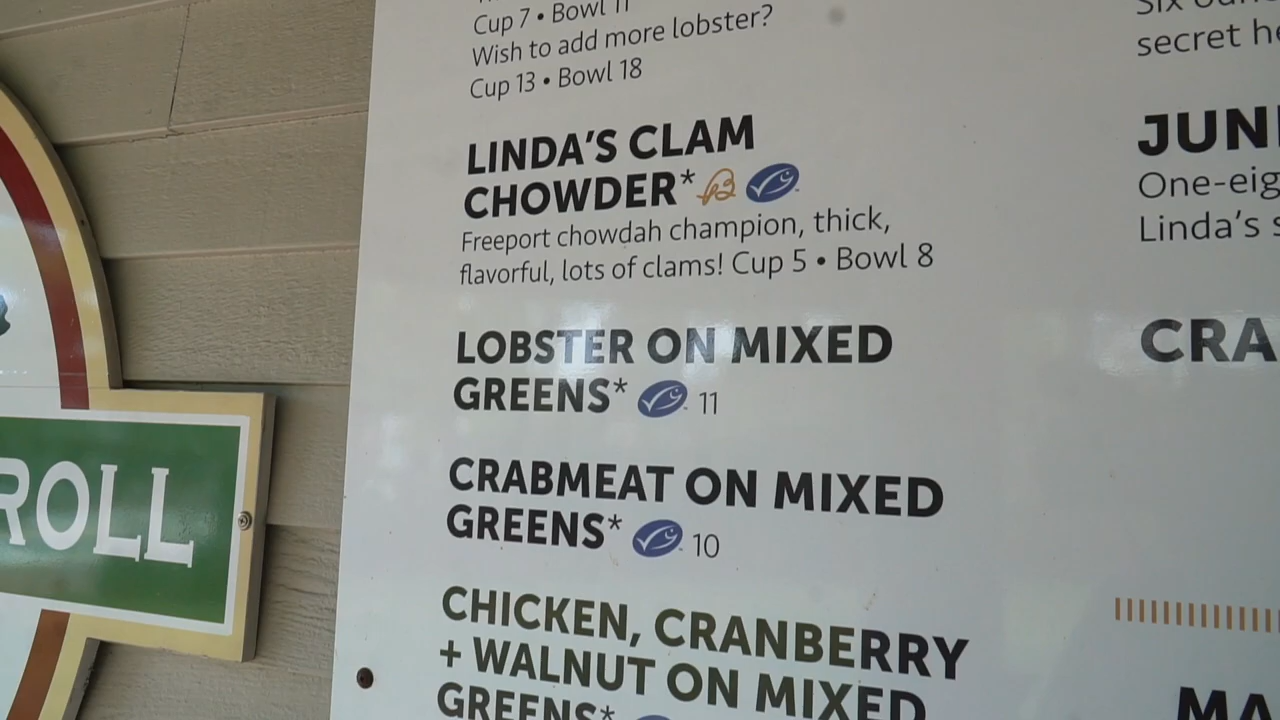 Cup 7 • Bowl 11
Wish to add more lobster?
Cup 13 • Bowl 18
LINDA'S CLAM
CHOWDER*
Freeport chowdah champion, thick,
flavorful, lots of clams! Cup 5 • Bowl 8
LOBSTER ON MIXED
GREENS* 11
CRABMEAT ON MIXED
GREENS* 10
CHICKEN, CRANBERRY
+ WALNUT ON MIXED
GREENS*
secret
JUN
One-eig
Linda's
CRA
MA
ROLL